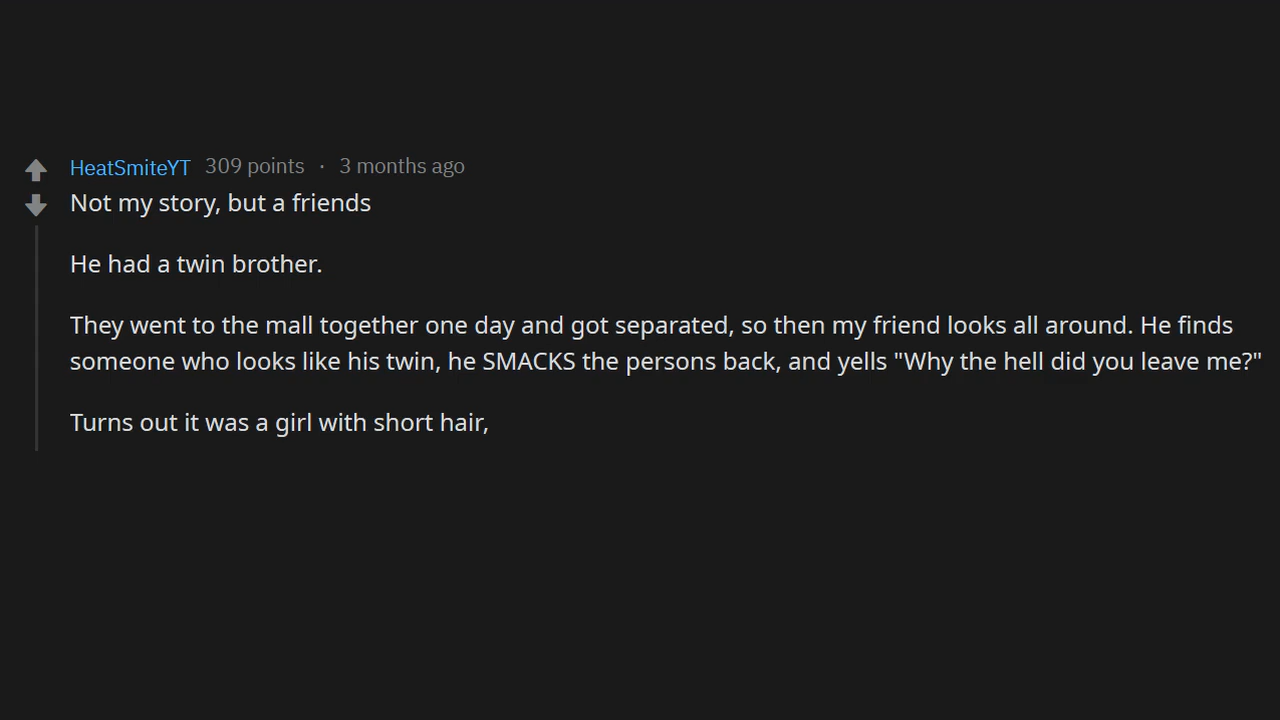 HeatSmiteYT 309 points · 3 months ago
Not my story, but a friends
He had a twin brother.
They went to the mall together one day and got separated, so then my friend looks all around. He finds
someone who looks like his twin, he SMACKS the persons back, and yells "Why the hell did you leave me?"
Turns out it was a girl with short hair,